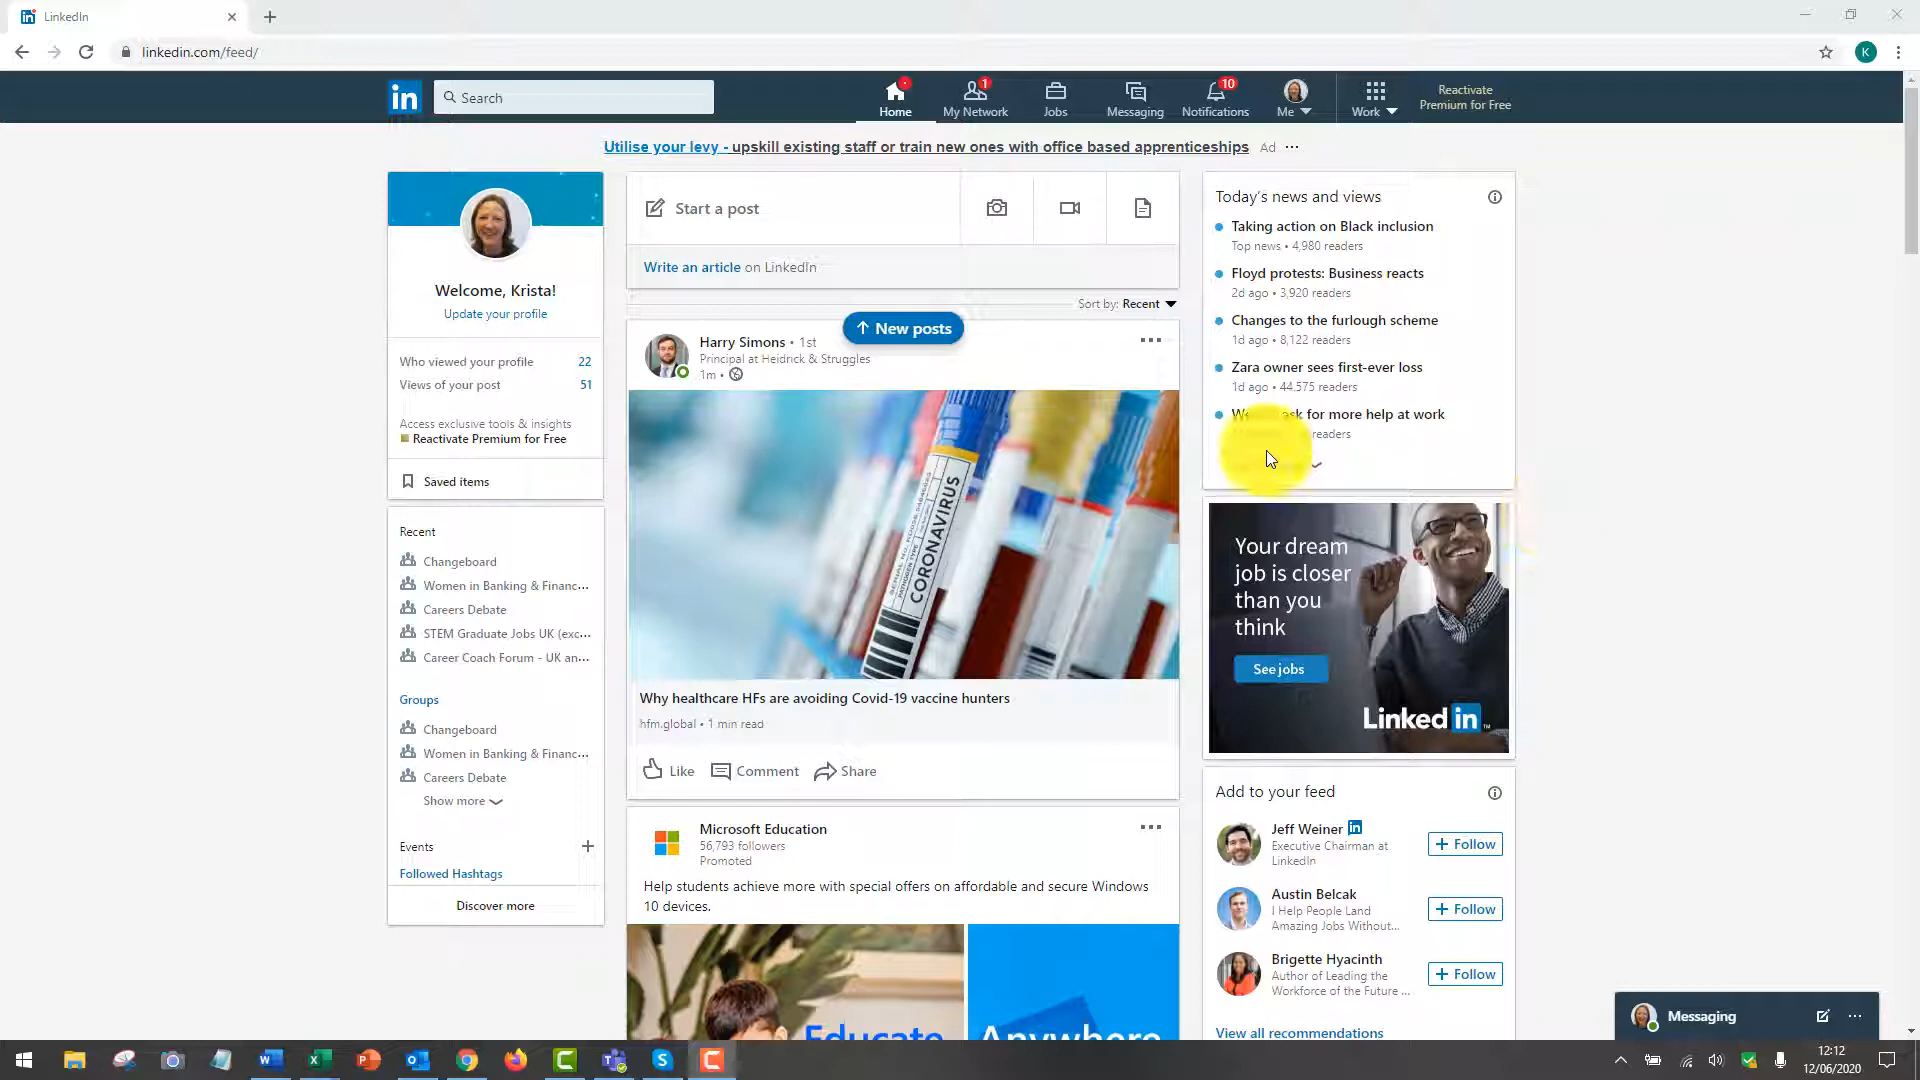 LinkedIn
linkedin.com/feed/
K
in
Search
Home
1
My Network
Jobs
Messaging
10
Notifications
Me
Work
Reactivate
Premium for Free
Utilise your levy - upskill existing staff or train new ones with office based apprenticeships Ad
Welcome, Krista!
Update your profile
Who viewed your profile 22
Views of your post 51
Access exclusive tools & insights
Reactivate Premium for Free
Saved items
Recent
Changeboard
Women in Banking & Financ...
Careers Debate
STEM Graduate Jobs UK (exc...
Career Coach Forum - UK an...
Groups
Changeboard
Women in Banking & Financ...
Careers Debate
Show more
Events +
Followed Hashtags
Discover more
Start a post
Write an article on LinkedIn
Sort by: Recent
New posts
Harry Simons • 1st
Principal at Heidrick & Struggles
1m •
CORONAVIRUS
Why healthcare HFs are avoiding Covid-19 vaccine hunters
hfm.global • 1 min read
Like Comment Share
Microsoft Education
56,793 followers
Promoted
Help students achieve more with special offers on affordable and secure Windows
10 devices.
Educate
Anywhere
Today's news and views
Taking action on Black inclusion
Top news • 4,980 readers
Floyd protests: Business reacts
2d ago • 3,920 readers
Changes to the furlough scheme
1d ago • 8,122 readers
Zara owner sees first-ever loss
1d ago • 44,575 readers
ask for more help at work
readers
Your dream
job is closer
than you
think
See jobs
Linked in
Add to your feed
Jeff Weiner in
Executive Chairman at
LinkedIn
+ Follow
Austin Belcak
I Help People Land
Amazing Jobs Without...
+ Follow
Brigette Hyacinth
Author of Leading the
Workforce of the Future ...
+ Follow
View all recommendations
Messaging
12:12
12/06/2020